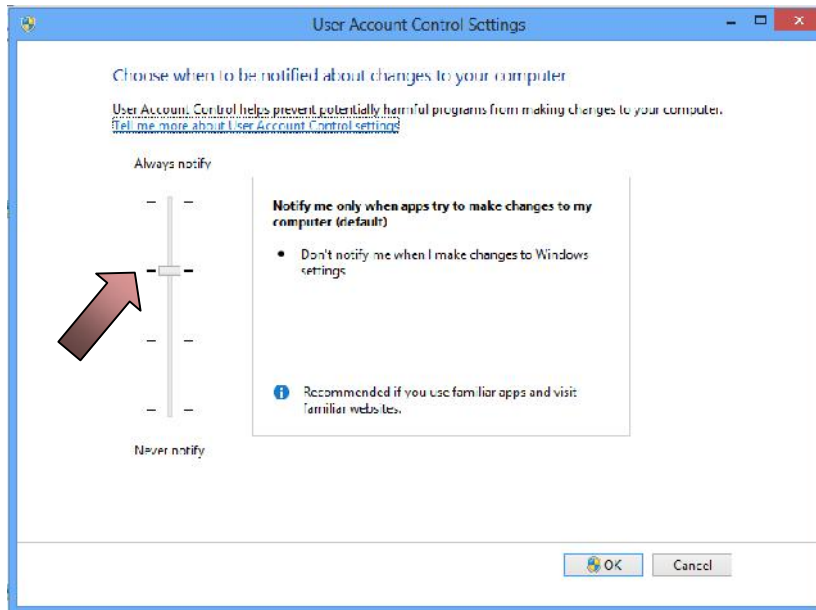 User Account Control Settings
Choose when to be notified about changes to your computer
User Account Control helps prevent potentially harmful programs from making changes to your computer.
Tell me more about User Account Control settings
Always notify
Notify me only when apps try to make changes to my
computer (default)
• Don't notify me when I make changes to Windows
settings
Recommended if you use familiar apps and visit
familiar websites.
Never notify
OK
Cancel